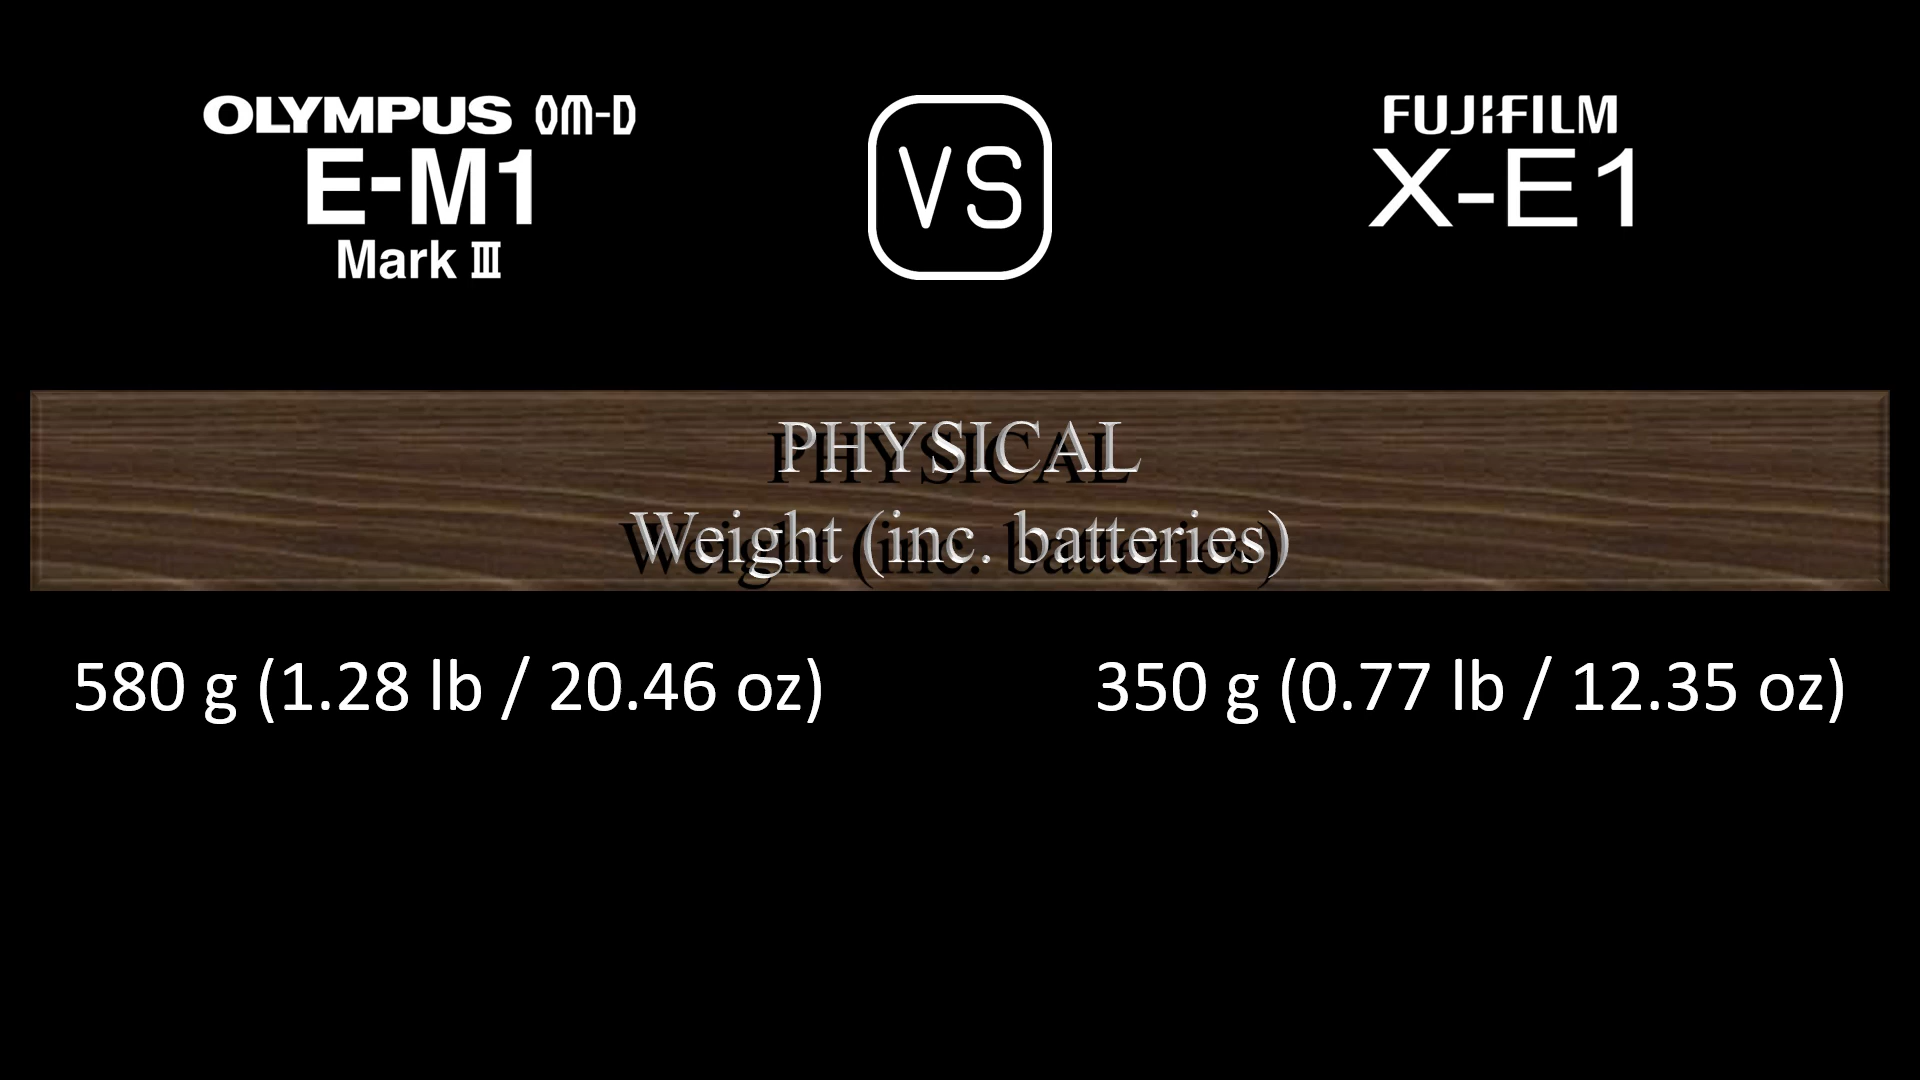 OLYMPUS OM-D
E-M1
Mark III
VS
FUJIFILM
X-E1
PHYSICAL
Weight (inc. batteries)
580 g (1.28 lb / 20.46 oz)
350 g (0.77 lb / 12.35 oz)